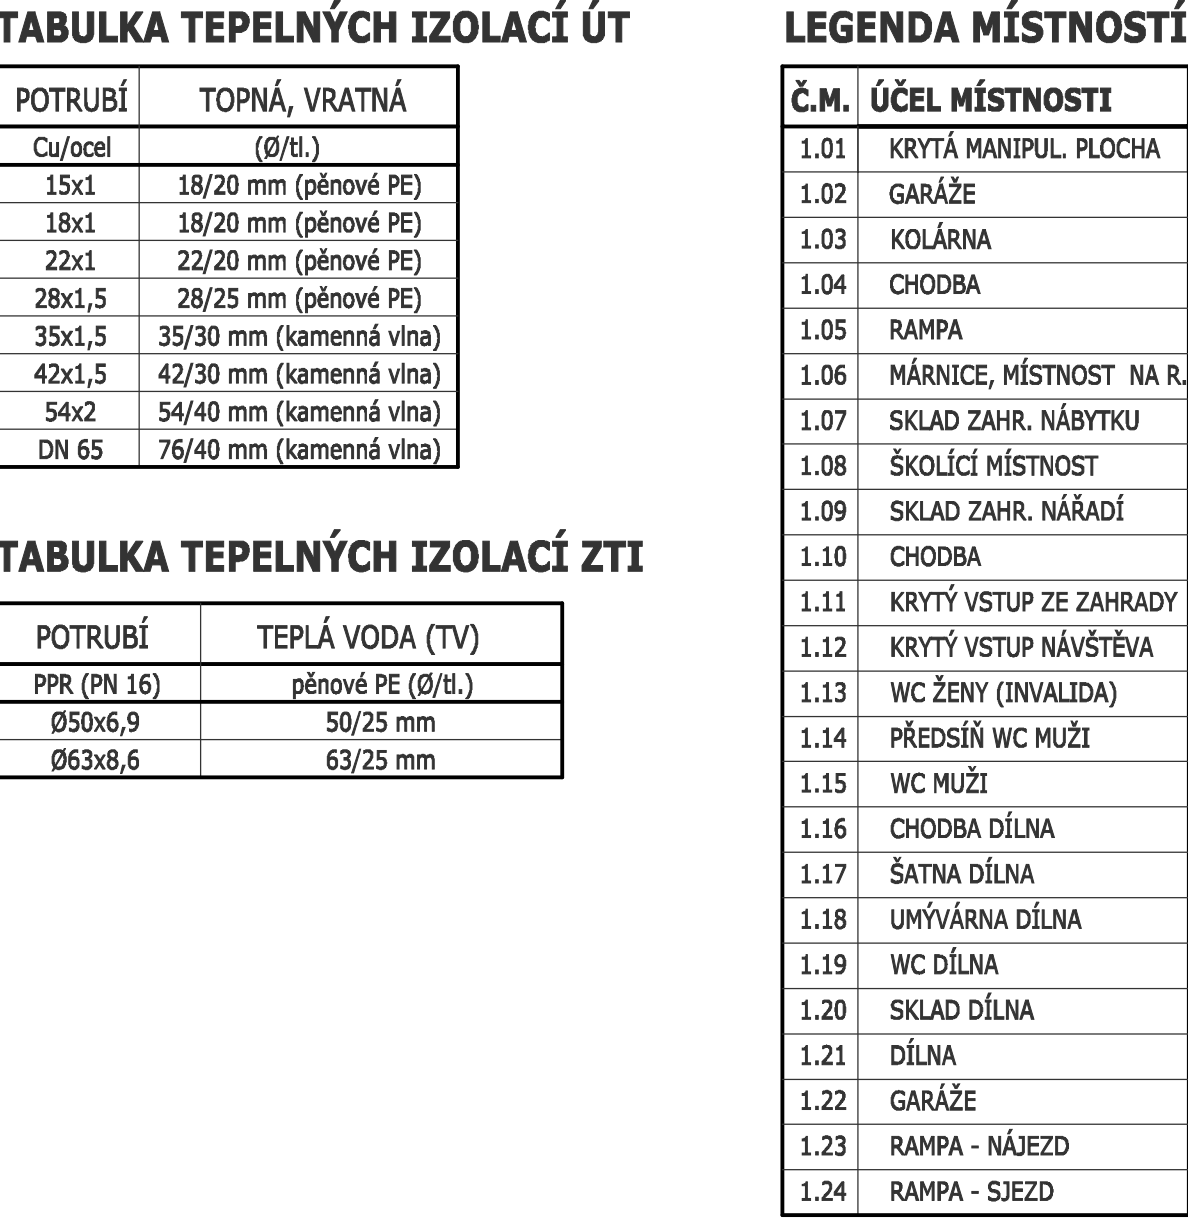 TABULKA TEPELNÝCH IZOLACÍ ÚT
POTRUBÍ TOPNÁ, VRATNÁ
Cu/ocel (Ø/tl.)
15x1 18/20 mm (pěnové PE)
18x1 18/20 mm (pěnové PE)
22x1 22/20 mm (pěnové PE)
28x1,5 28/25 mm (pěnové PE)
35x1,5 35/30 mm (kamenná vlna)
42x1,5 42/30 mm (kamenná vlna)
54x2 54/40 mm (kamenná vlna)
DN 65 76/40 mm (kamenná vlna)
TABULKA TEPELNÝCH IZOLACÍ ZTI
POTRUBÍ TEPLÁ VODA (TV)
PPR (PN 16) pěnové PE (Ø/tl.)
Ø50x6,9 50/25 mm
Ø63x8,6 63/25 mm
LEGENDA MÍSTNOSTÍ
Č.M. ÚČEL MÍSTNOSTI
1.01 KRYTÁ MANIPUL. PLOCHA
1.02 GARÁŽE
1.03 KOLÁRNA
1.04 CHODBA
1.05 RAMPA
1.06 MÁRNICE, MÍSTNOST NA R.
1.07 SKLAD ZAHR. NÁBYTKU
1.08 ŠKOLÍCÍ MÍSTNOST
1.09 SKLAD ZAHR. NÁŘADÍ
1.10 CHODBA
1.11 KRYTÝ VSTUP ZE ZAHRADY
1.12 KRYTÝ VSTUP NÁVŠTĚVA
1.13 WC ŽENY (INVALIDA)
1.14 PŘEDSÍŇ WC MUŽI
1.15 WC MUŽI
1.16 CHODBA DÍLNA
1.17 ŠATNA DÍLNA
1.18 UMÝVÁRNA DÍLNA
1.19 WC DÍLNA
1.20 SKLAD DÍLNA
1.21 DÍLNA
1.22 GARÁŽE
1.23 RAMPA - NÁJEZD
1.24 RAMPA - SJEZD